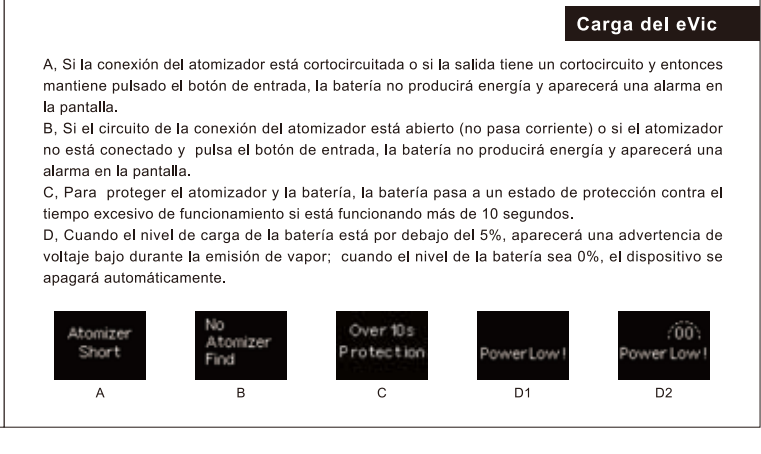 Carga del eVic
A, Si la conexión del atomizador está cortocircuitada o si la salida tiene un cortocircuito y entonces
mantiene pulsado el botón de entrada, la batería no producirá energía y aparecerá una alarma en
la pantalla.
B, Si el circuito de la conexión del atomizador está abierto (no pasa corriente) o si el atomizador
no está conectado y pulsa el botón de entrada, la batería no producirá energía y aparecerá una
alarma en la pantalla.
C, Para proteger el atomizador y la batería, la batería pasa a un estado de protección contra el
tiempo excesivo de funcionamiento si está funcionando más de 10 segundos.
D, Cuando el nivel de carga de la batería está por debajo del 5%, aparecerá una advertencia de
voltaje bajo durante la emisión de vapor; cuando el nivel de la batería sea 0%, el dispositivo se
apagará automáticamente.
Atomizer
Short
No
Atomizer
Find
Over 10s
Protection
PowerLow!
00
PowerLow!
A
B
C
D1
D2